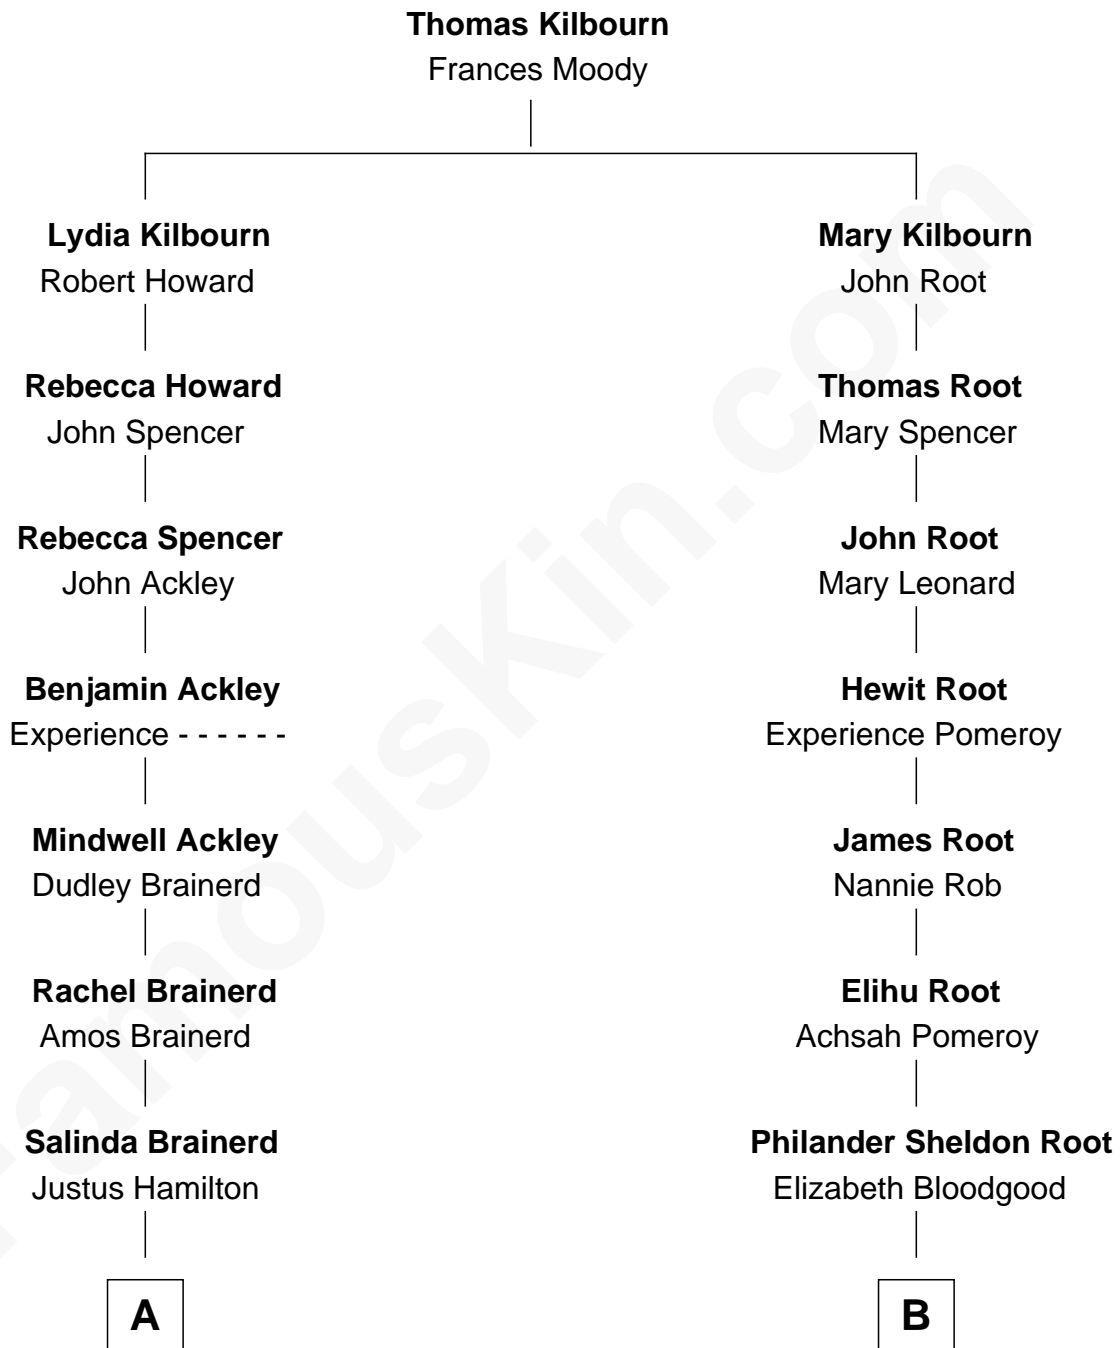 Thomas Kilbourn
Frances Moody
Lydia Kilbourn
Robert Howard
Mary Kilbourn
John Root
Rebecca Howard
John Spencer
Thomas Root
Mary Spencer
Rebecca Spencer
John Ackley
John Root
Mary Leonard
Benjamin Ackley
Experience - - - - - -
Hewit Root
Experience Pomeroy
Mindwell Ackley
Dudley Brainerd
James Root
Nannie Rob
Rachel Brainerd
Amos Brainerd
Elihu Root
Achsah Pomeroy
Salinda Brainerd
Justus Hamilton
Philander Sheldon Root
Elizabeth Bloodgood
A
B
FamousKin.com